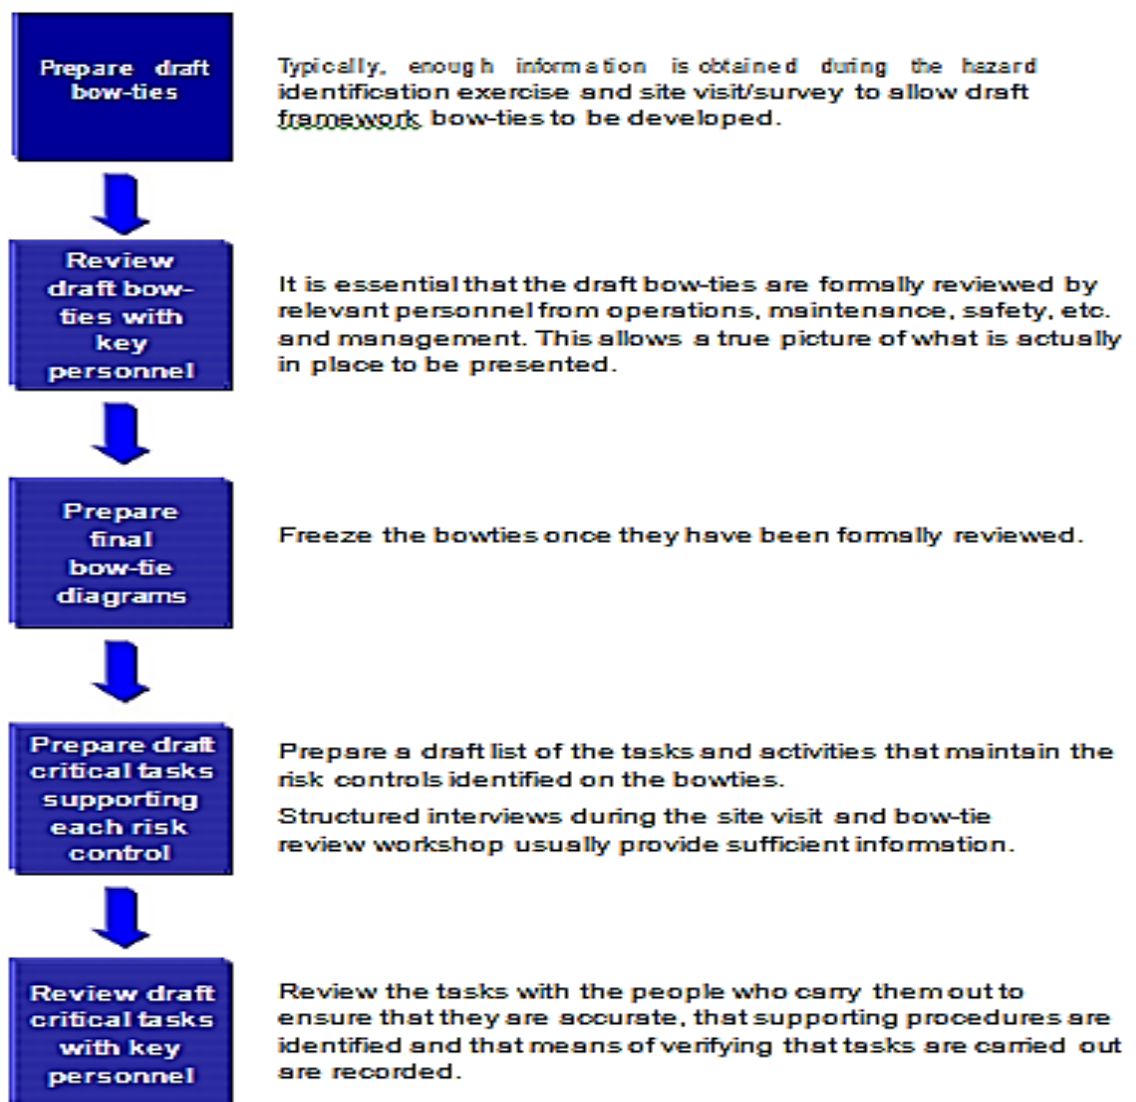 Prepare draft
bow-ties
Typically, enough information is obtained during the hazard
identification exercise and site visit/survey to allow draft
framework bow-ties to be developed.
Review
draft bow-
ties with
key
personnel
It is essential that the draft bow-ties are formally reviewed by
relevant personnel from operations, maintenance, safety, etc.
and management. This allows a true picture of what is actually
in place to be presented.
Prepare
final
bow-tie
diagrams
Freeze the bowties once they have been formally reviewed.
Prepare draft
critical tasks
supporting
each risk
control
Prepare a draft list of the tasks and activities that maintain the
risk controls identified on the bowties.
Structured interviews during the site visit and bow-tie
review workshop usually provide sufficient information.
Review draft
critical tasks
with key
personnel
Review the tasks with the people who carry them out to
ensure that they are accurate, that supporting procedures are
identified and that means of verifying that tasks are carried out
are recorded.